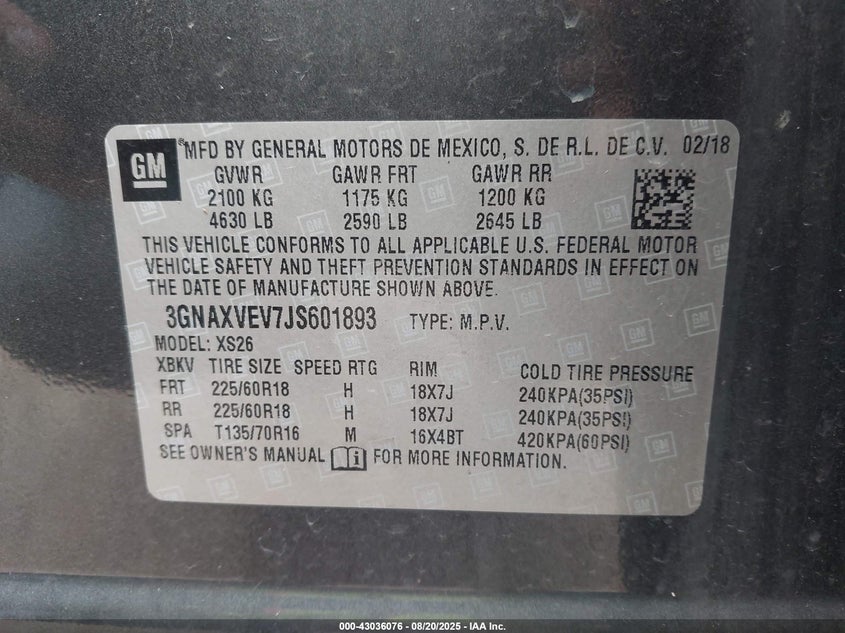 GM ® MFD BY GENERAL MOTORS DE MEXICO, S. DE R.L. DE C.V. 02/18
GVWR GAWR FRT GAWR RR
2100 KG 1175 KG 1200 KG
4630 LB 2590 LB 2645 LB
THIS VEHICLE CONFORMS TO ALL APPLICABLE U.S. FEDERAL MOTOR
VEHICLE SAFETY AND THEFT PREVENTION STANDARDS IN EFFECT ON
THE DATE OF MANUFACTURE SHOWN ABOVE.
3GNAXVEV7JS601893 TYPE: M.P.V.
MODEL: XS26
XBKV TIRE SIZE SPEED RTG RIM COLD TIRE PRESSURE
FRT 225/60R18 H 18X7J 240KPA(35PSI)
RR 225/60R18 H 18X7J 240KPA(35PSI)
SPA T135/70R16 M 16X4BT 420KPA(60PSI)
SEE OWNER'S MANUAL FOR MORE INFORMATION.
000-43036076 - 08/20/2025 - IAA Inc.